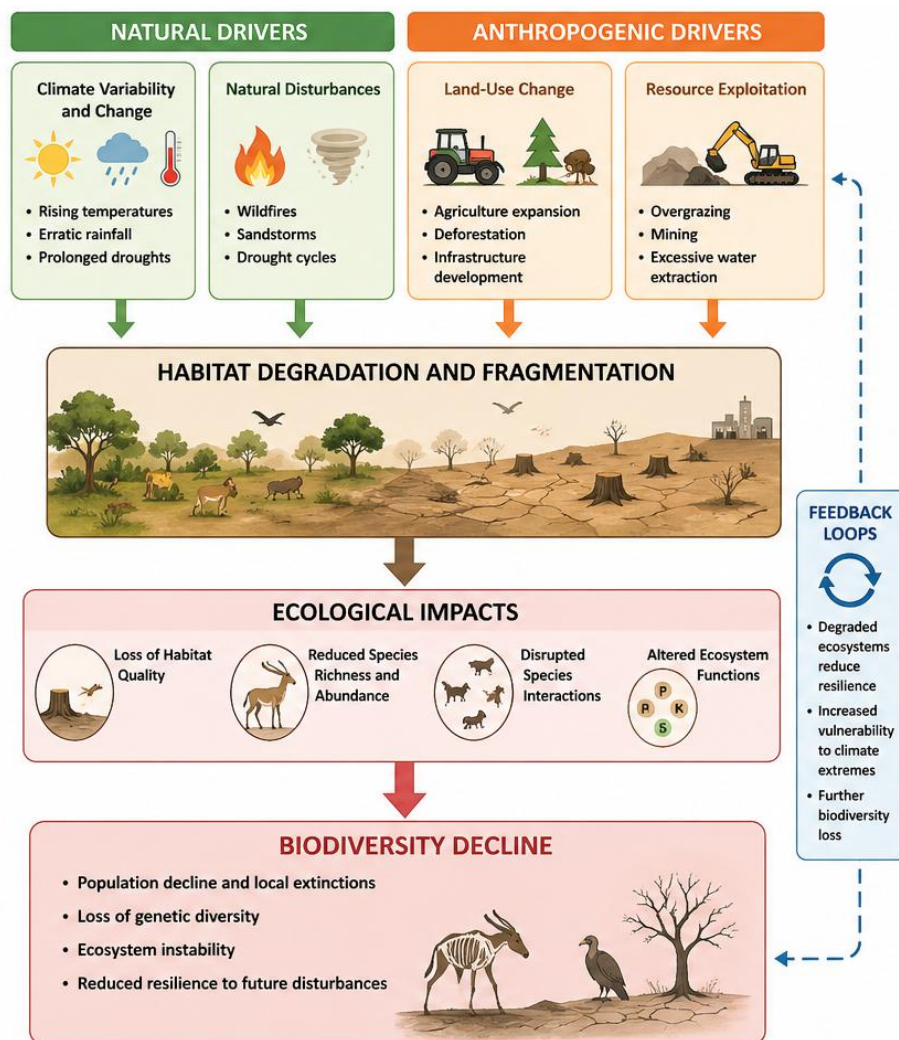 NATURAL DRIVERS
ANTHROPOGENIC DRIVERS
Climate Variability
and Change
• Rising temperatures
• Erratic rainfall
• Prolonged droughts
Natural Disturbances
• Wildfires
• Sandstorms
• Drought cycles
Land-Use Change
• Agriculture expansion
• Deforestation
• Infrastructure
development
Resource Exploitation
• Overgrazing
• Mining
• Excessive water
extraction
HABITAT DEGRADATION AND FRAGMENTATION
ECOLOGICAL IMPACTS
Loss of Habitat
Quality
Reduced Species
Richness and
Abundance
Disrupted
Species
Interactions
Altered Ecosystem
Functions
P
R K
S
BIODIVERSITY DECLINE
• Population decline and local extinctions
• Loss of genetic diversity
• Ecosystem instability
• Reduced resilience to future disturbances
FEEDBACK
LOOPS
• Degraded
ecosystems
reduce
resilience
• Increased
vulnerability
to climate
extremes
• Further
biodiversity
loss